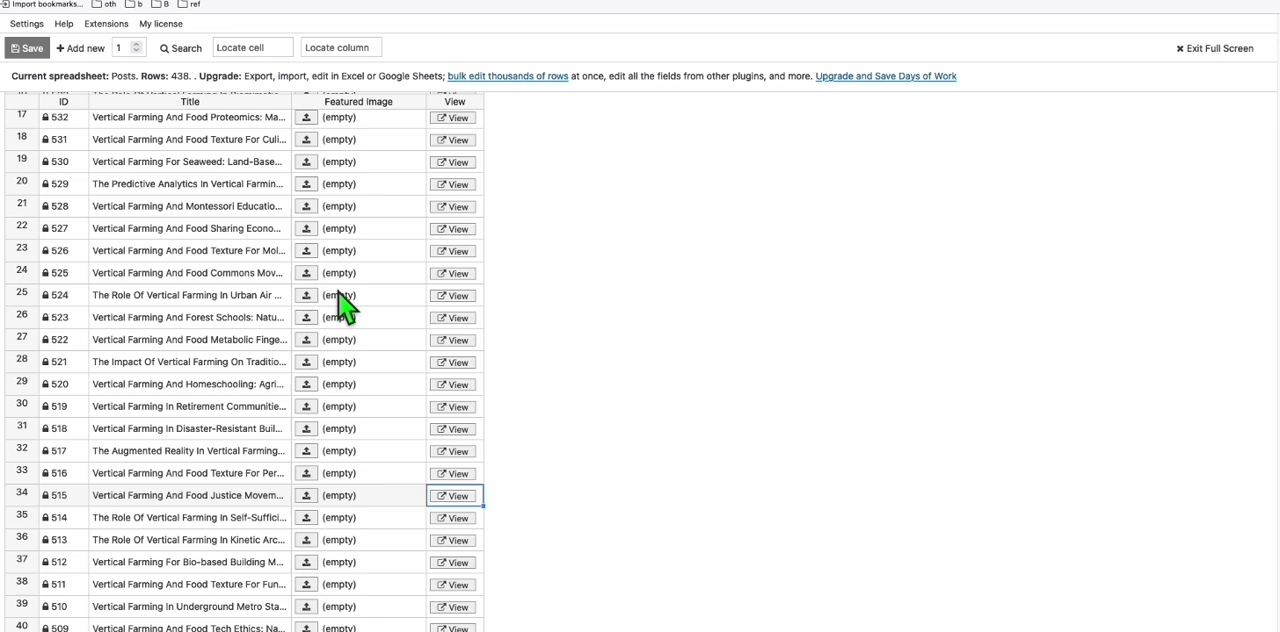 Import bookmarks... oth b B ref
Settings Help Extensions My license
Save Add new 1 Search Locate cell Locate column Exit Full Screen
Current spreadsheet: Posts. Rows: 438. . Upgrade: Export, import, edit in Excel or Google Sheets; bulk edit thousands of rows at once, edit all the fields from other plugins, and more. Upgrade and Save Days of Work
ID Title Featured Image View
17 532 Vertical Farming And Food Proteomics: Ma... (empty) View
18 531 Vertical Farming And Food Texture For Culi... (empty) View
19 530 Vertical Farming For Seaweed: Land-Base... (empty) View
20 529 The Predictive Analytics In Vertical Farmin... (empty) View
21 528 Vertical Farming And Montessori Educatio... (empty) View
22 527 Vertical Farming And Food Sharing Econo... (empty) View
23 526 Vertical Farming And Food Texture For Mol... (empty) View
24 525 Vertical Farming And Food Commons Mov... (empty) View
25 524 The Role Of Vertical Farming In Urban Air ... (empty) View
26 523 Vertical Farming And Forest Schools: Natu... (empty) View
27 522 Vertical Farming And Food Metabolic Finge... (empty) View
28 521 The Impact Of Vertical Farming On Traditio... (empty) View
29 520 Vertical Farming And Homeschooling: Agri... (empty) View
30 519 Vertical Farming In Retirement Communitie... (empty) View
31 518 Vertical Farming In Disaster-Resistant Buil... (empty) View
32 517 The Augmented Reality In Vertical Farming... (empty) View
33 516 Vertical Farming And Food Texture For Per... (empty) View
34 515 Vertical Farming And Food Justice Movem... (empty) View
35 514 The Role Of Vertical Farming In Self-Suffici... (empty) View
36 513 The Role Of Vertical Farming In Kinetic Arc... (empty) View
37 512 Vertical Farming For Bio-based Building M... (empty) View
38 511 Vertical Farming And Food Texture For Fun... (empty) View
39 510 Vertical Farming In Underground Metro Sta... (empty) View
40 509 Vertical Farming And Food Tech Ethics: Na... (empty) View